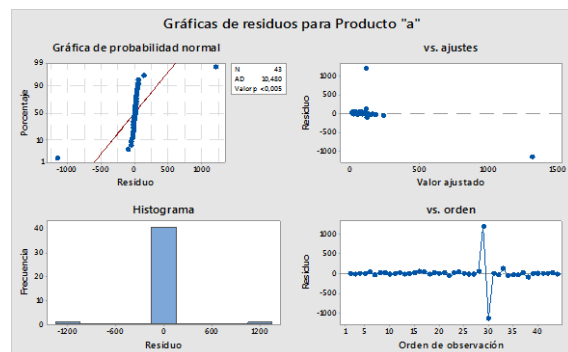 Gráficas de residuos para Producto "a"
Gráfica de probabilidad normal
Porcentaje
99
90
50
10
1
-1000
-500
0
500
1000
Residuo
N 43
AD 10,480
Valor p <0,005
vs. ajustes
Residuo
1000
500
0
-500
-1000
0
500
1000
1500
Valor ajustado
Histograma
Frecuencia
40
30
20
10
0
-1200
-600
0
600
1200
Residuo
vs. orden
Residuo
1000
500
0
-500
-1000
1 5 10 15 20 25 30 35 40
Orden de observación